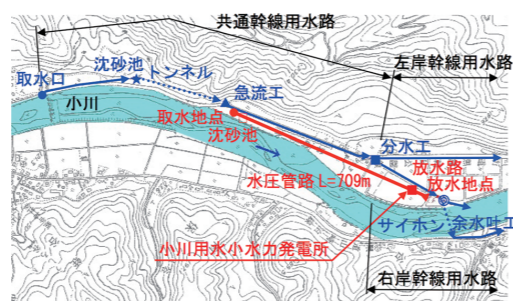 共通幹線用水路
左岸幹線用水路
沈砂池
トンネル
取水口
急流工
小川
取水地点
沈砂池
分水工
放水路
放水地点
水圧管路 L=709m
サイホン
余水吐工
小川用水小水力発電所
右岸幹線用水路